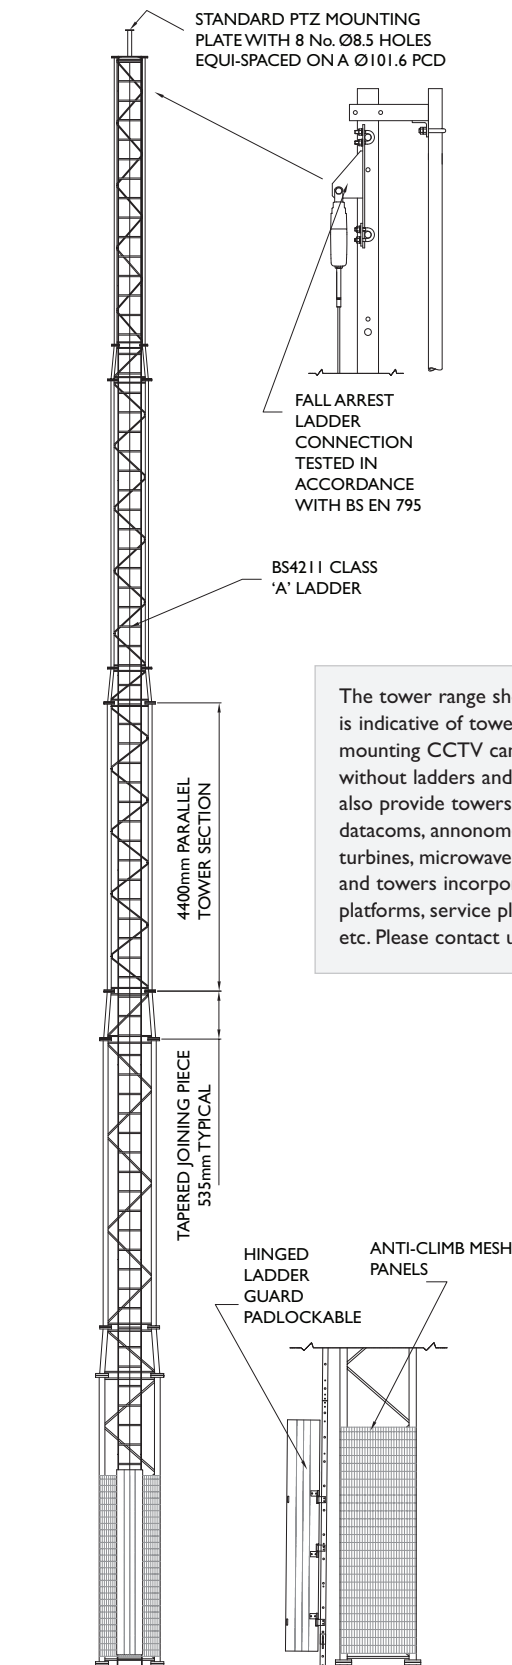 STANDARD PTZ MOUNTING
PLATE WITH 8 No. Ø8.5 HOLES
EQUI-SPACED ON A Ø101.6 PCD
FALL ARREST
LADDER
CONNECTION
TESTED IN
ACCORDANCE
WITH BS EN 795
BS4211 CLASS
‘A’ LADDER
The tower range sh
is indicative of towe
mounting CCTV car
without ladders and
also provide towers
datacoms, annonom
turbines, microwave
and towers incorpo
platforms, service pl
etc. Please contact u
4400mm PARALLEL
TOWER SECTION
TAPERED JOINING PIECE
535mm TYPICAL
HINGED
LADDER
GUARD
PADLOCKABLE
ANTI-CLIMB MESH
PANELS